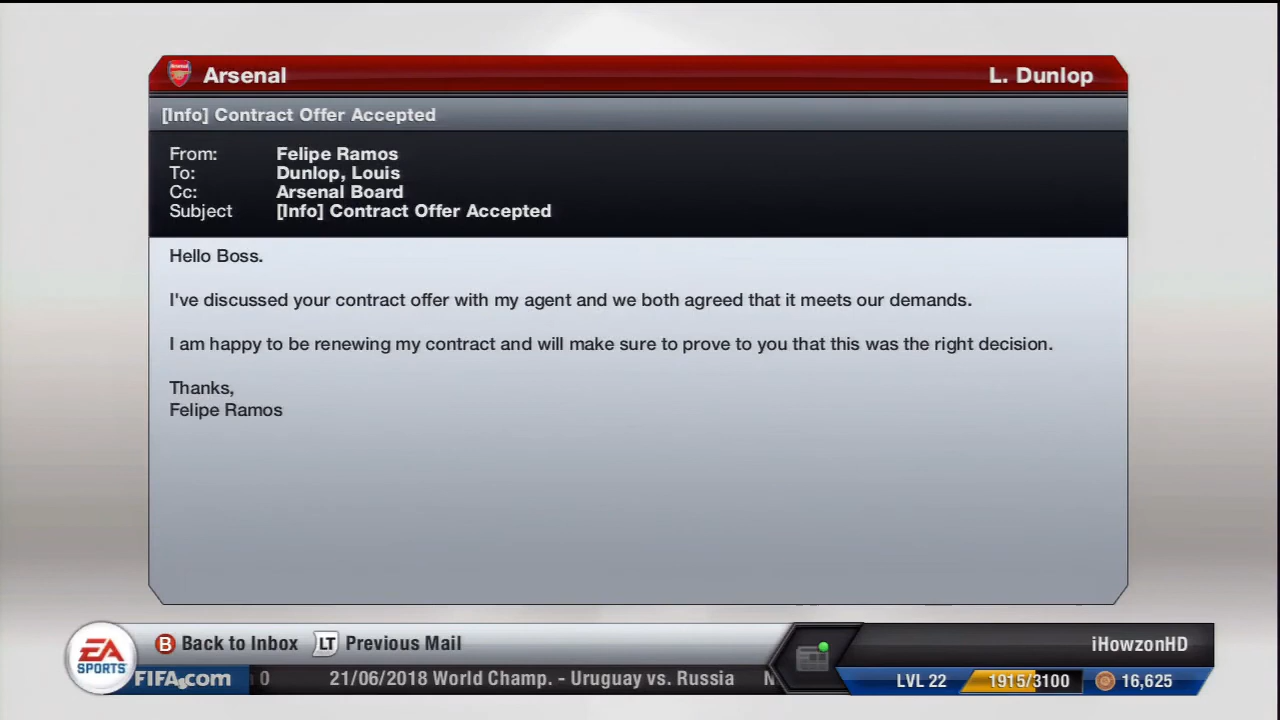 Arsenal
L. Dunlop
[Info] Contract Offer Accepted
From: Felipe Ramos
To: Dunlop, Louis
Cc: Arsenal Board
Subject [Info] Contract Offer Accepted
Hello Boss.
I've discussed your contract offer with my agent and we both agreed that it meets our demands.
I am happy to be renewing my contract and will make sure to prove to you that this was the right decision.
Thanks,
Felipe Ramos
EA SPORTS
B Back to Inbox LT Previous Mail
iHowzonHD
FIFA.com 0 21/06/2018 World Champ. - Uruguay vs. Russia N
LVL 22 1915/3100 16,625